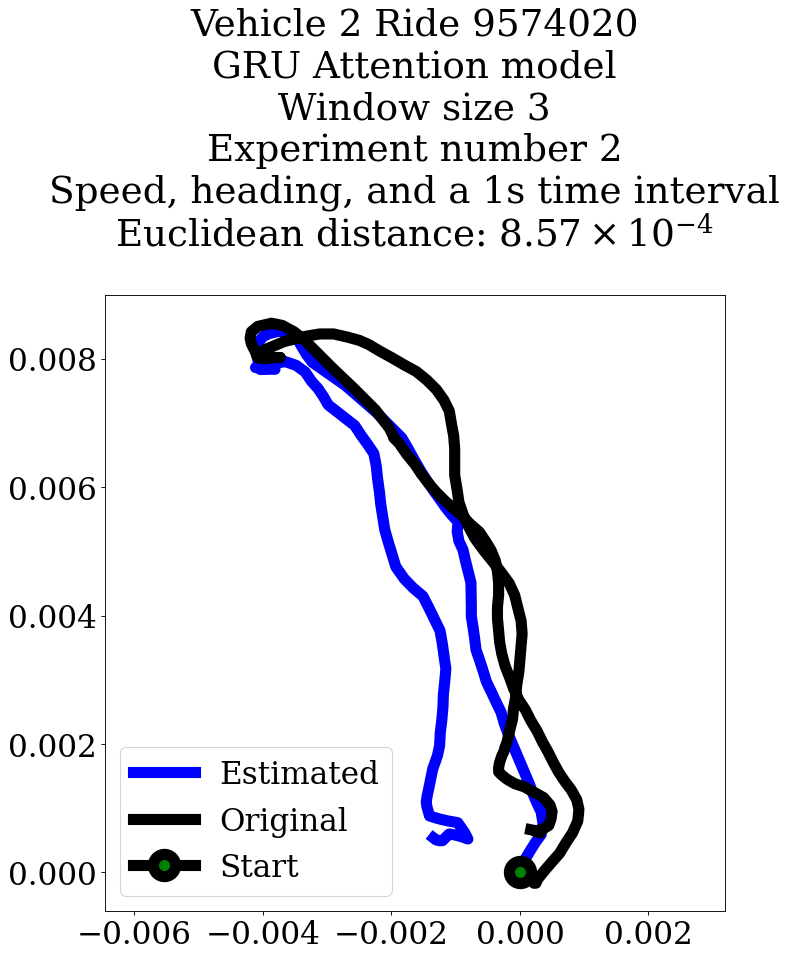 Vehicle 2 Ride 9574020
GRU Attention model
Window size 3
Experiment number 2
Speed, heading, and a 1s time interval
Euclidean distance: 8.57 × 10⁻⁴
0.008
0.006
0.004
0.002
0.000
Estimated
Original
Start
−0.006 −0.004 −0.002 0.000 0.002